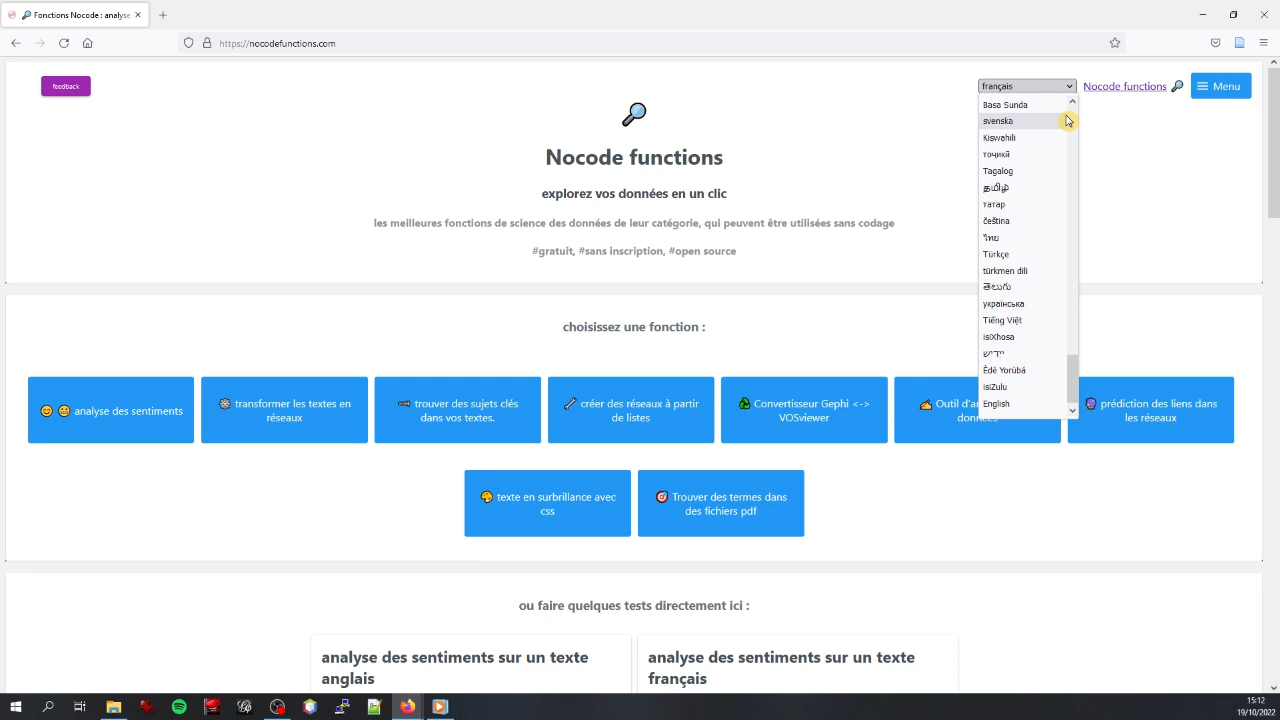 Fonctions Nocode : analyse
https://nocodefunctions.com
feedback
français
Nocode functions
Menu
Basa Sunda
svenska
Kiswahili
тоҷикӣ
Tagalog
தமிழ்
татар
čeština
ไทย
Türkçe
türkmen dili
తెలుగు
українська
Tiếng Việt
isiXhosa
ייִדיש
Èdè Yorùbá
isiZulu
English
Nocode functions
explorez vos données en un clic
les meilleures fonctions de science des données de leur catégorie, qui peuvent être utilisées sans codage
#gratuit, #sans inscription, #open source
choisissez une fonction :
analyse des sentiments
transformer les textes en
réseaux
trouver des sujets clés
dans vos textes.
créer des réseaux à partir
de listes
Convertisseur Gephi <->
VOSviewer
Outil
données
prédiction des liens dans
les réseaux
texte en surbrillance avec
css
Trouver des termes dans
des fichiers pdf
ou faire quelques tests directement ici :
analyse des sentiments sur un texte
anglais
analyse des sentiments sur un texte
français
15:12
19/10/2022